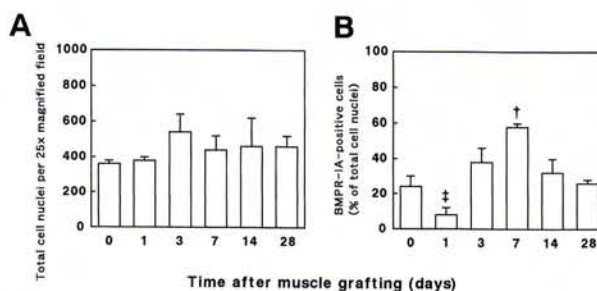 A
Total cell nuclei per 25x magnified field
1000
800
600
400
200
0
0 1 3 7 14 28
B
BMPR-IA-positive cells
(% of total cell nuclei)
100
80
60
40
20
0
‡
†
0 1 3 7 14 28
Time after muscle grafting (days)